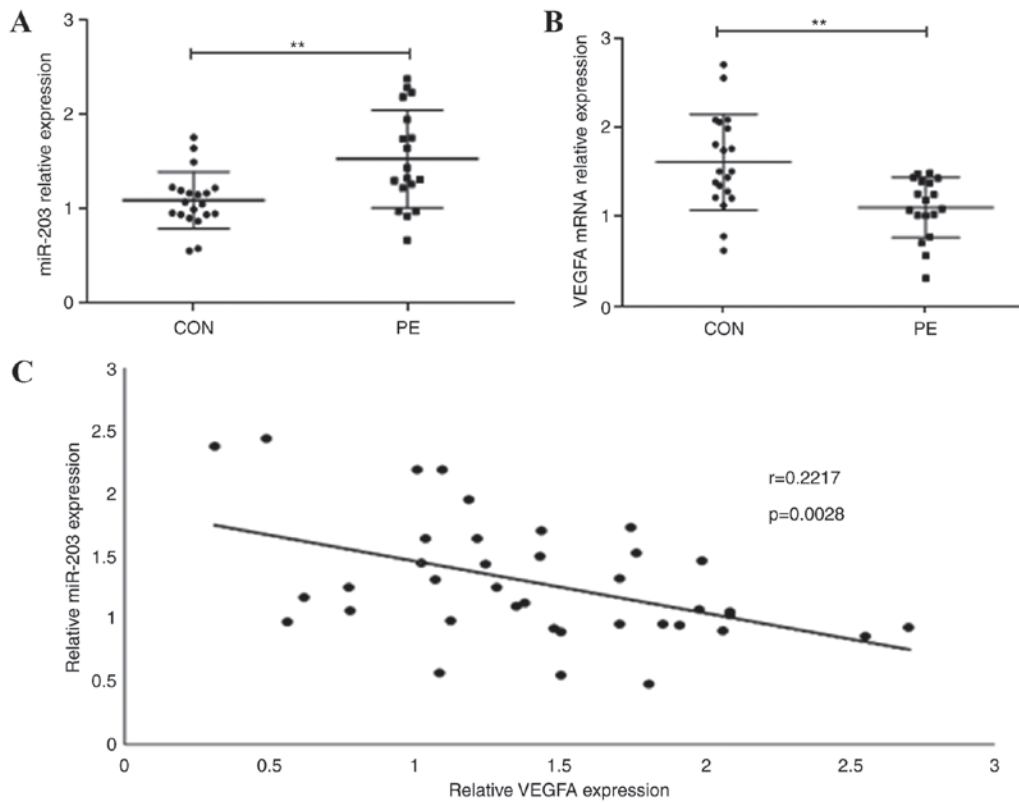 A
miR-203 relative expression
3
2
1
0
**
CON
PE
B
VEGFA mRNA relative expression
3
2
1
0
**
CON
PE
C
Relative miR-203 expression
3
2.5
2
1.5
1
0.5
0
r=0.2217
p=0.0028
0
0.5
1
1.5
2
2.5
3
Relative VEGFA expression